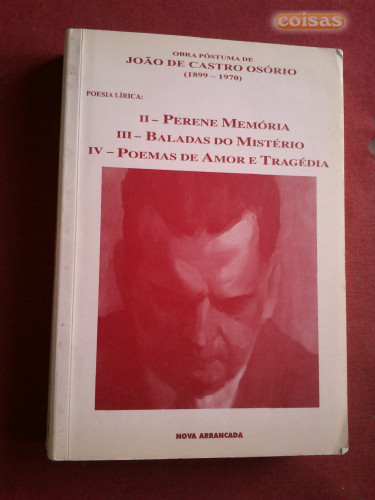 coisas
OBRA PÓSTUMA DE
JOÃO DE CASTRO OSÓRIO
(1899 – 1970)
POESIA LÍRICA:
II – PERENE MEMÓRIA
III – BALADAS DO MISTÉRIO
IV – POEMAS DE AMOR E TRAGÉDIA
NOVA ARRANCADA